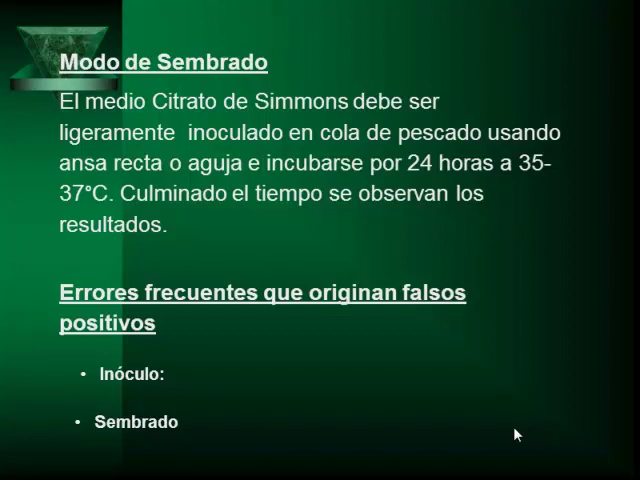 Modo de Sembrado
El medio Citrato de Simmons debe ser
ligeramente inoculado en cola de pescado usando
ansa recta o aguja e incubarse por 24 horas a 35-
37°C. Culminado el tiempo se observan los
resultados.
Errores frecuentes que originan falsos
positivos
• Inóculo:
• Sembrado